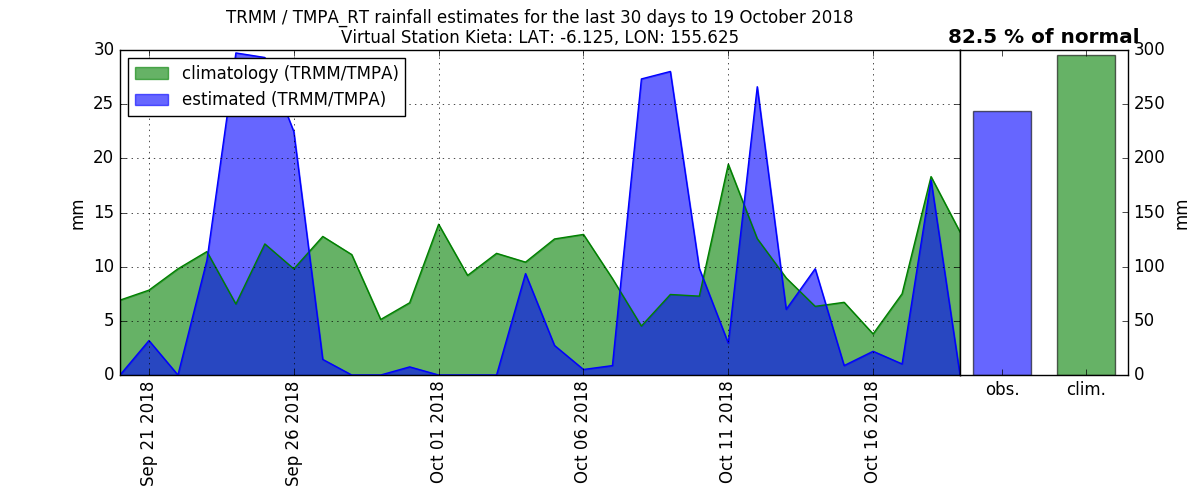 TRMM / TMPA_RT rainfall estimates for the last 30 days to 19 October 2018
Virtual Station Kieta: LAT: -6.125, LON: 155.625
82.5 % of normal
climatology (TRMM/TMPA)
estimated (TRMM/TMPA)
mm
30
25
20
15
10
5
0
Sep 21 2018
Sep 26 2018
Oct 01 2018
Oct 06 2018
Oct 11 2018
Oct 16 2018
obs.
clim.
300
250
200
150
100
50
0
mm